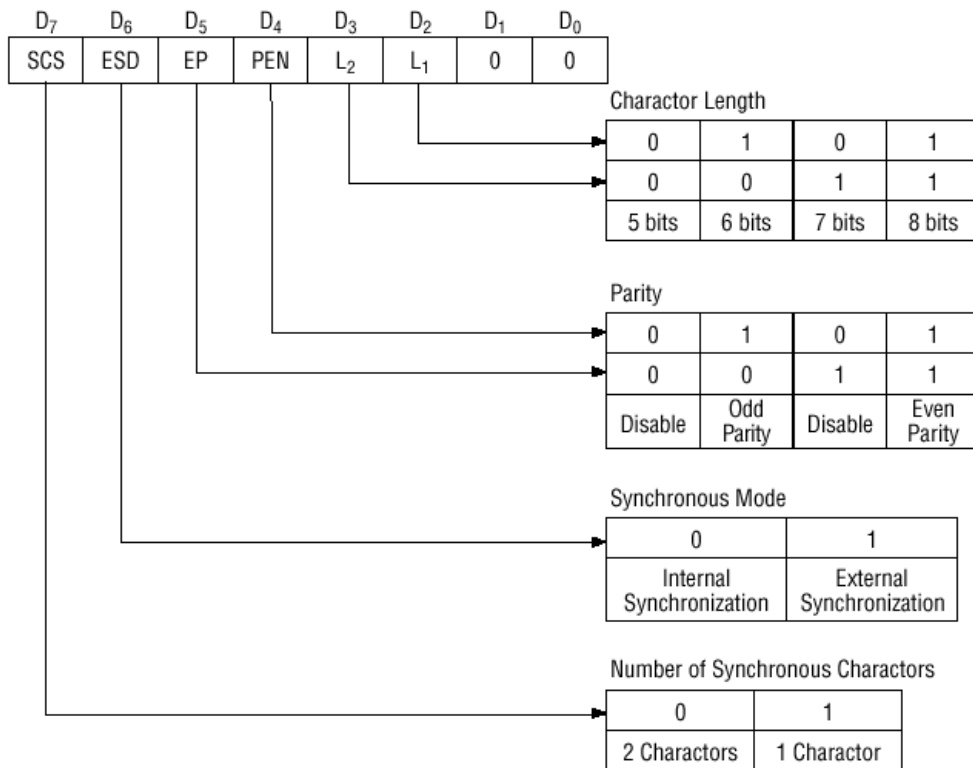 D₇ D₆ D₅ D₄ D₃ D₂ D₁ D₀
SCS ESD EP PEN L₂ L₁ 0 0
Charactor Length
0 1 0 1
0 0 1 1
5 bits 6 bits 7 bits 8 bits
Parity
0 1 0 1
0 0 1 1
Disable Odd Parity Disable Even Parity
Synchronous Mode
0 1
Internal Synchronization External Synchronization
Number of Synchronous Charactors
0 1
2 Charactors 1 Charactor